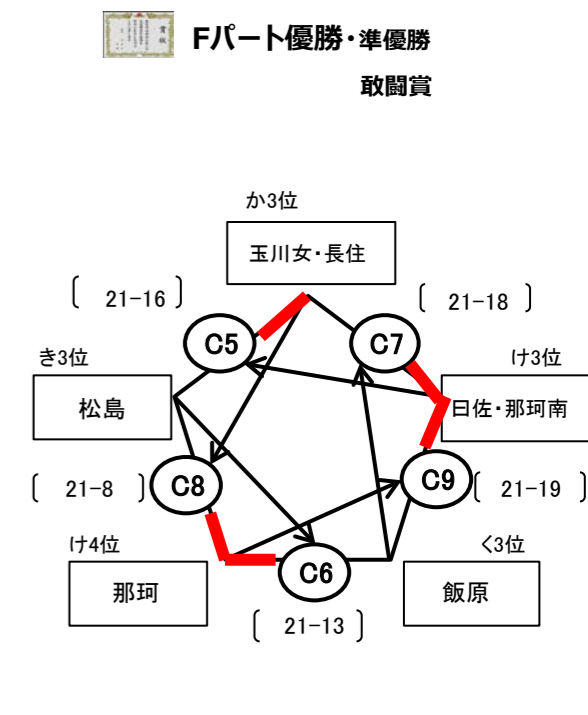 Fパート優勝・準優勝
敢闘賞
か3位
玉川女・長住
〔 21-16 〕
〔 21-18 〕
C5
C7
き3位
け3位
松島
曰佐・那珂南
〔 21-8 〕
C8
C9
〔 21-19 〕
け4位
く3位
那珂
C6
飯原
〔 21-13 〕